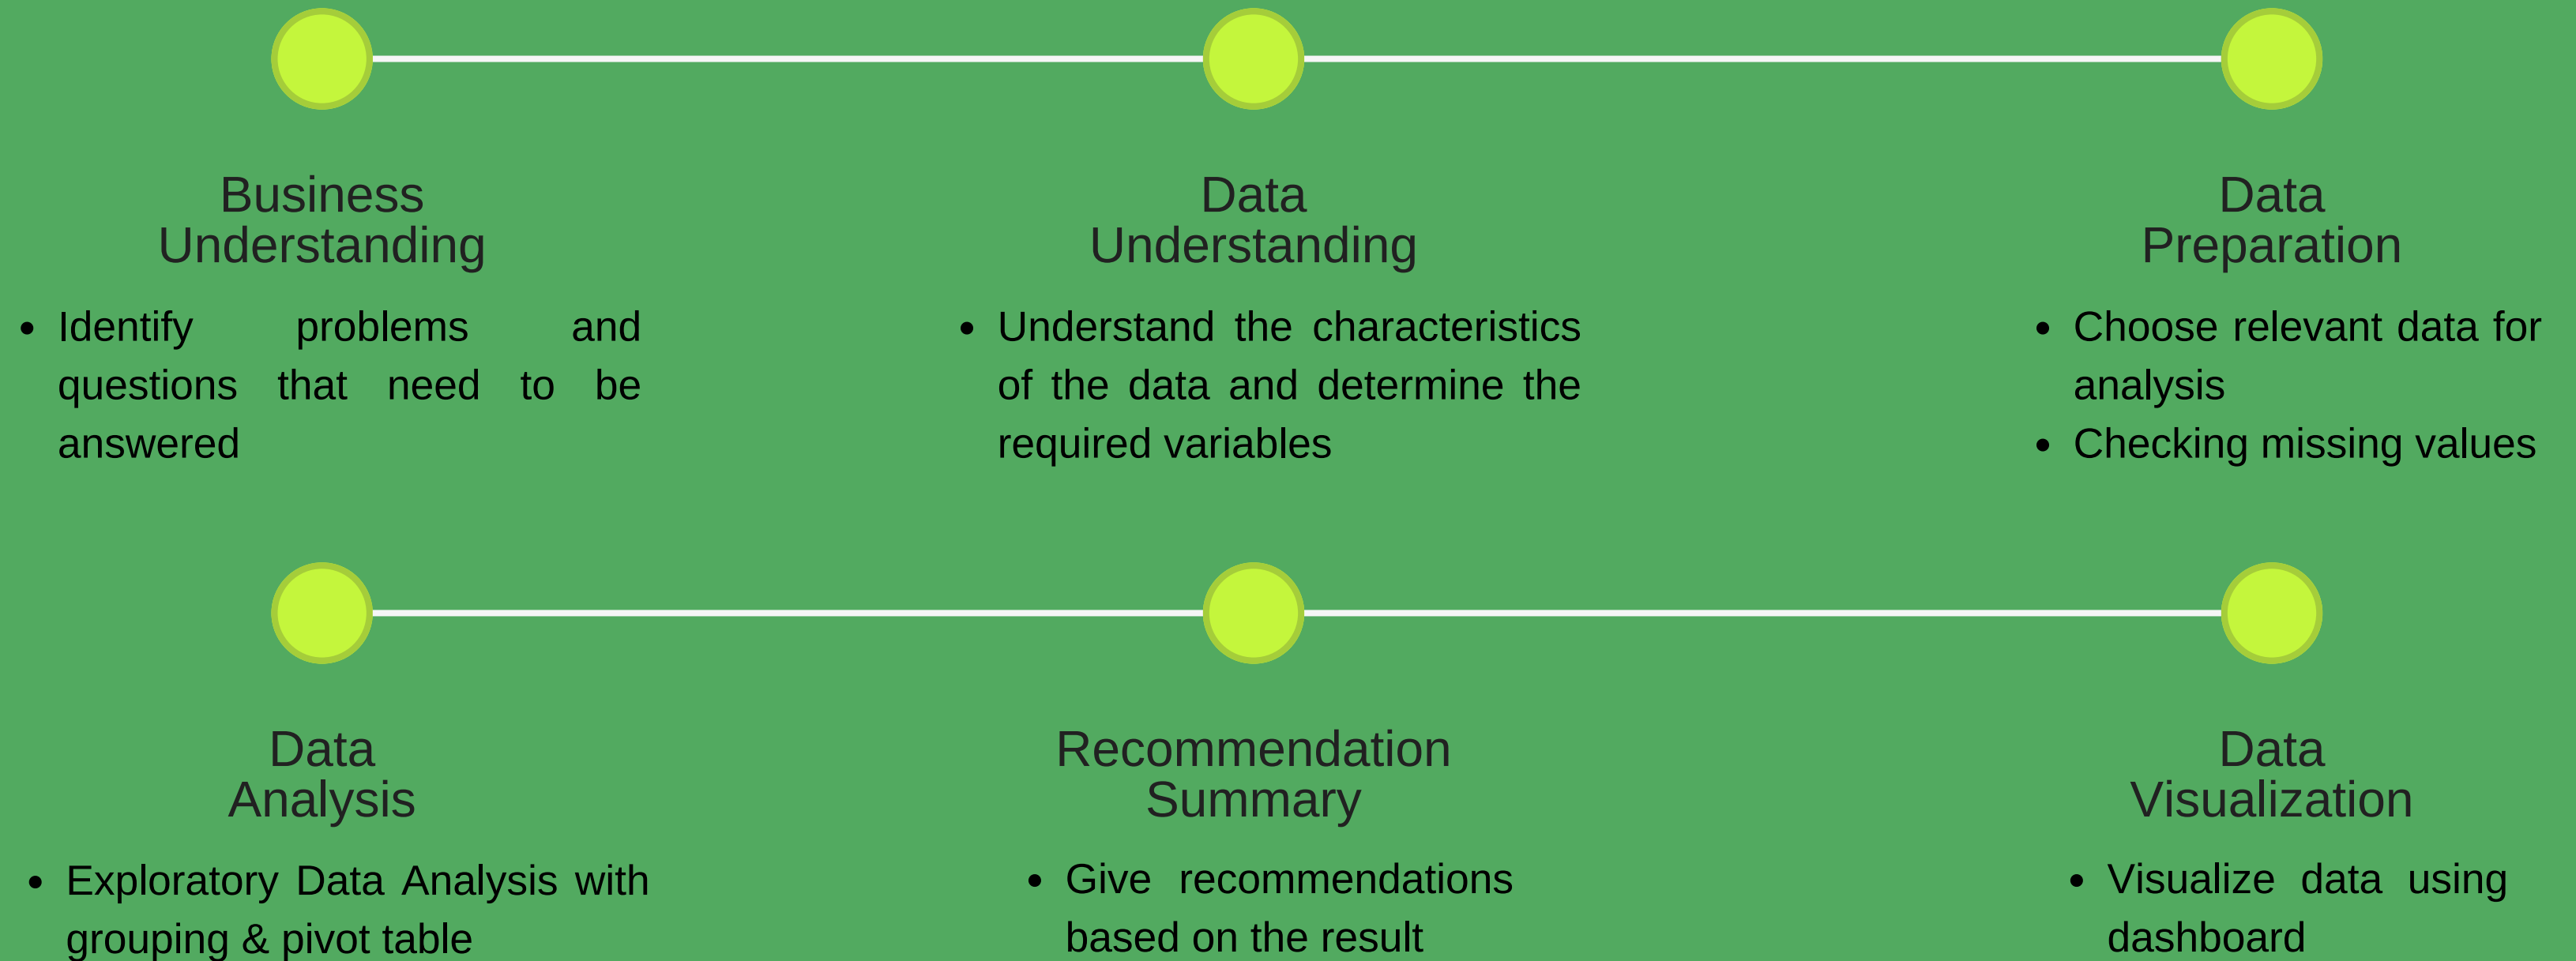 Business
Understanding
• Identify problems and
questions that need to be
answered
Data
Understanding
• Understand the characteristics
of the data and determine the
required variables
Data
Preparation
• Choose relevant data for
analysis
• Checking missing values
Data
Analysis
• Exploratory Data Analysis with
grouping & pivot table
Recommendation
Summary
• Give recommendations
based on the result
Data
Visualization
• Visualize data using
dashboard